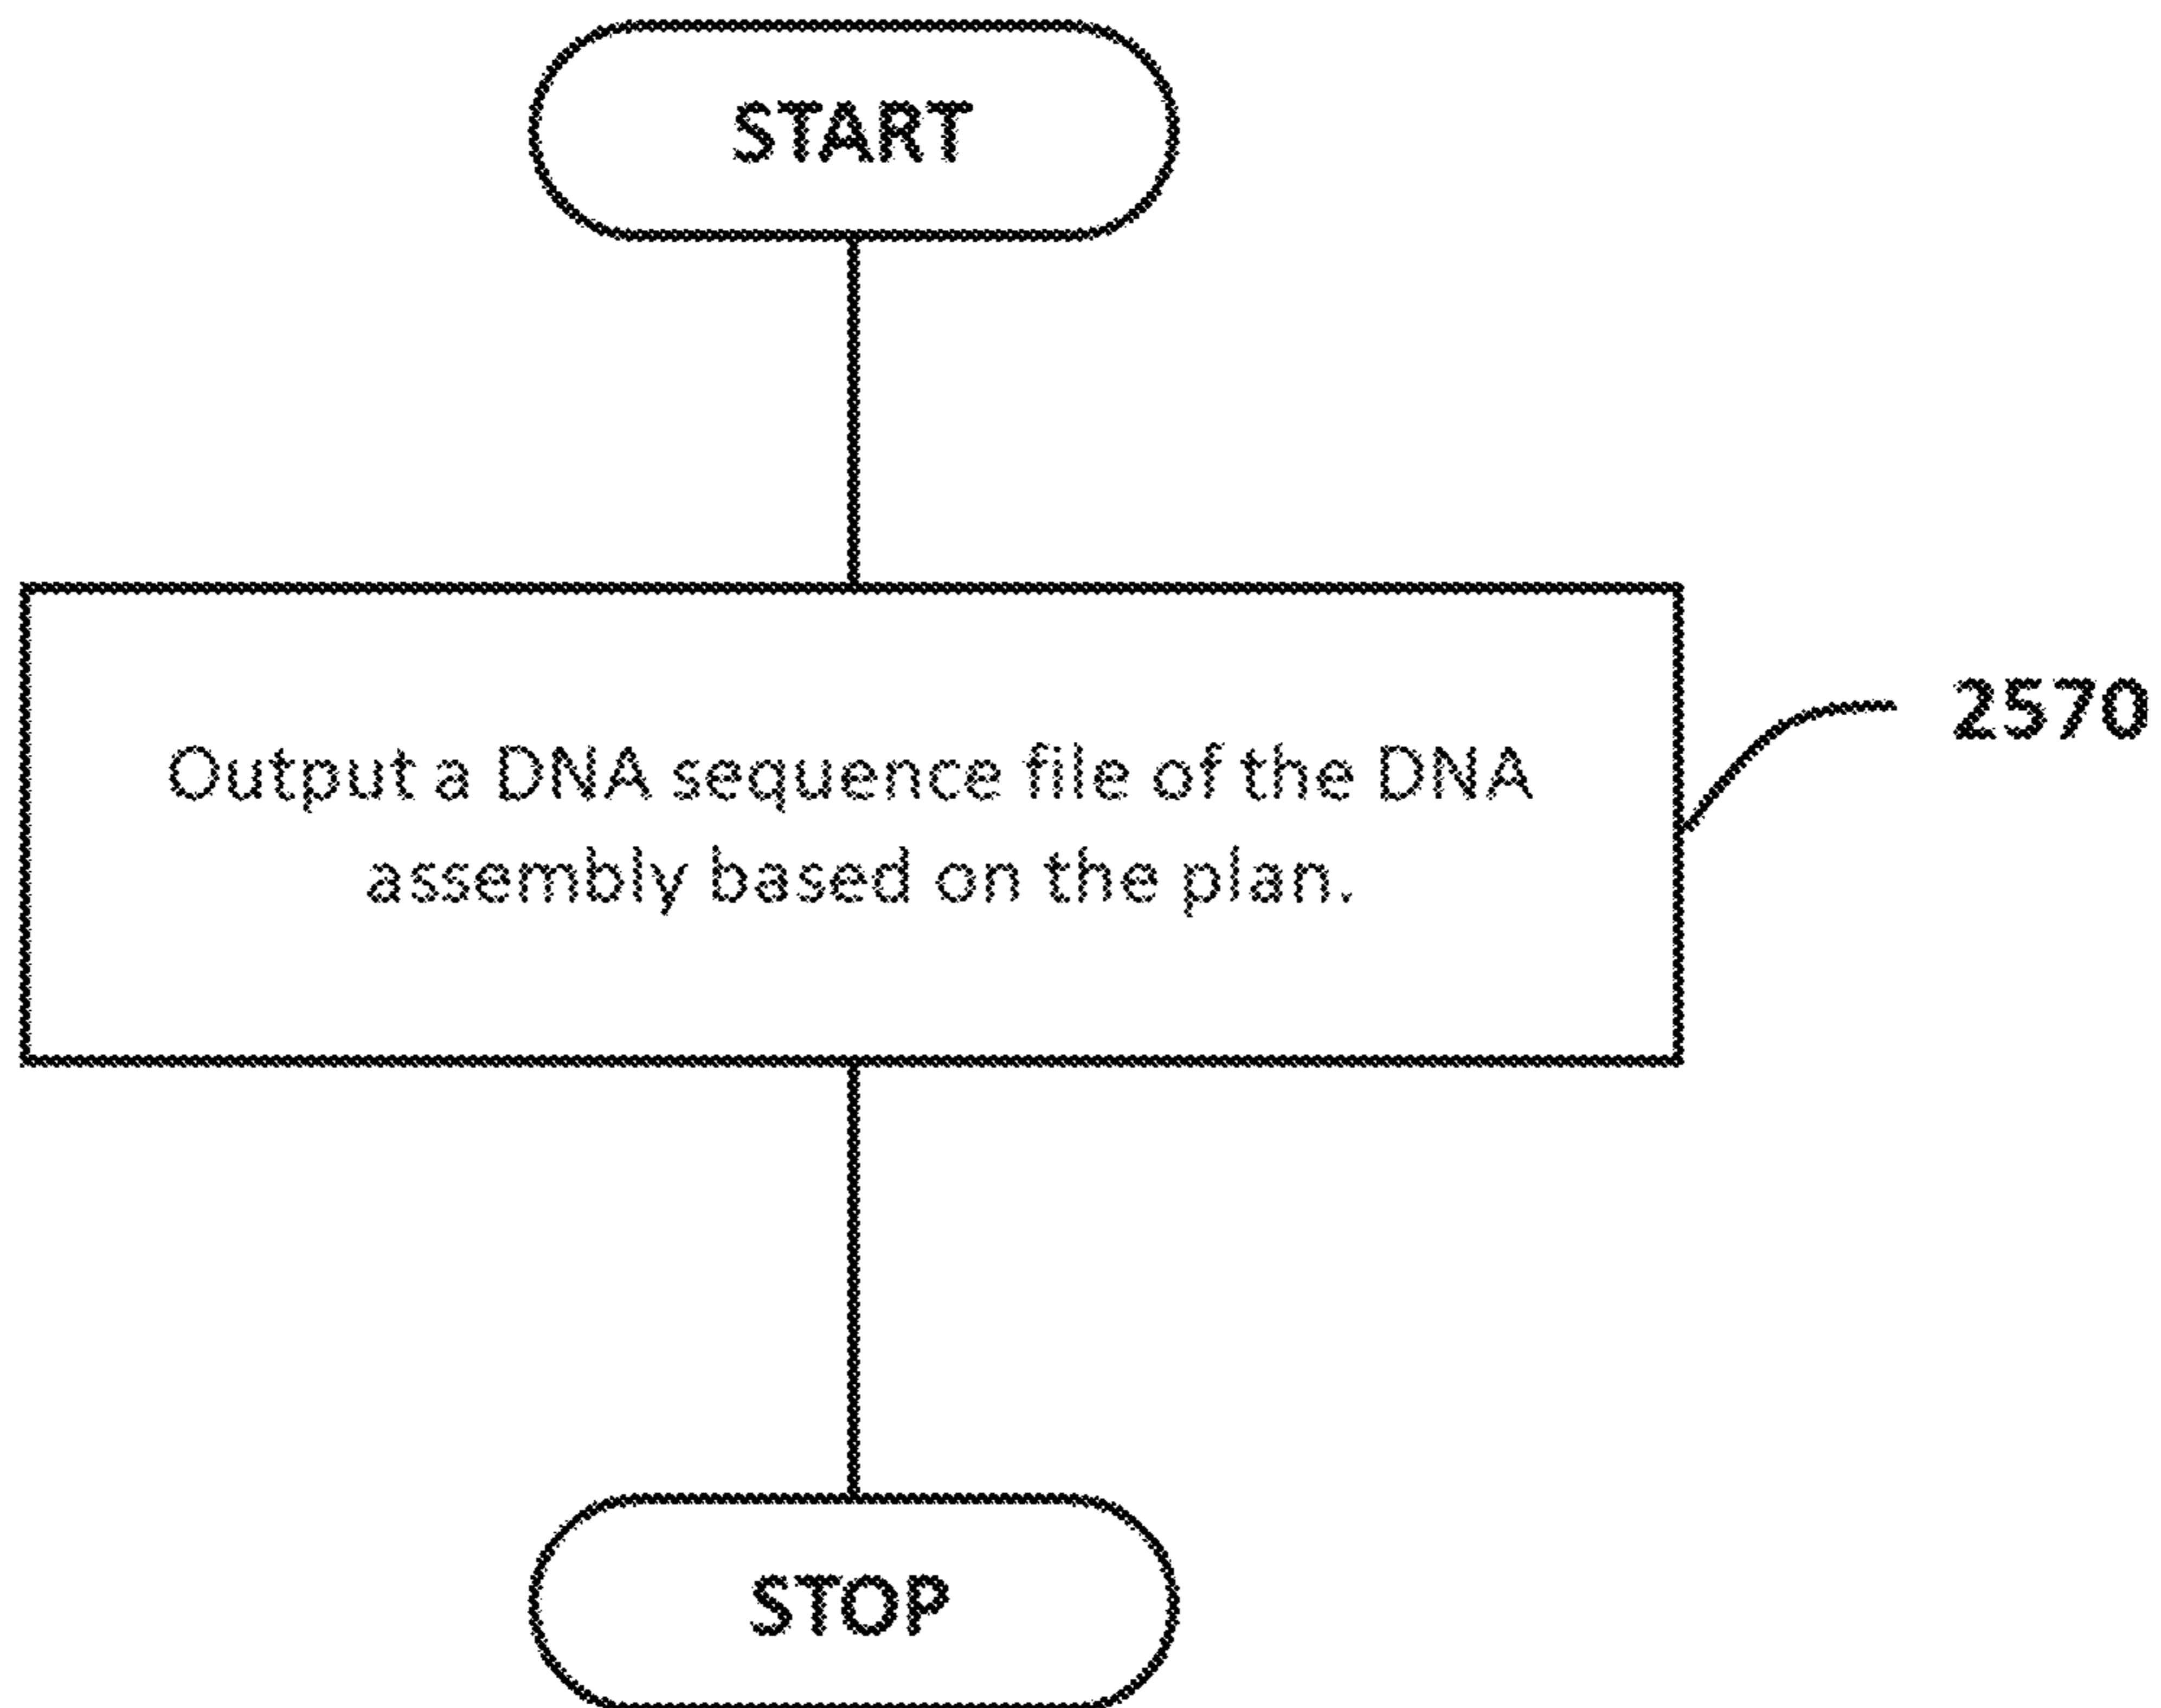 START
2570
Output a DNA sequence file of the DNA
assembly based on the plan.
STOP